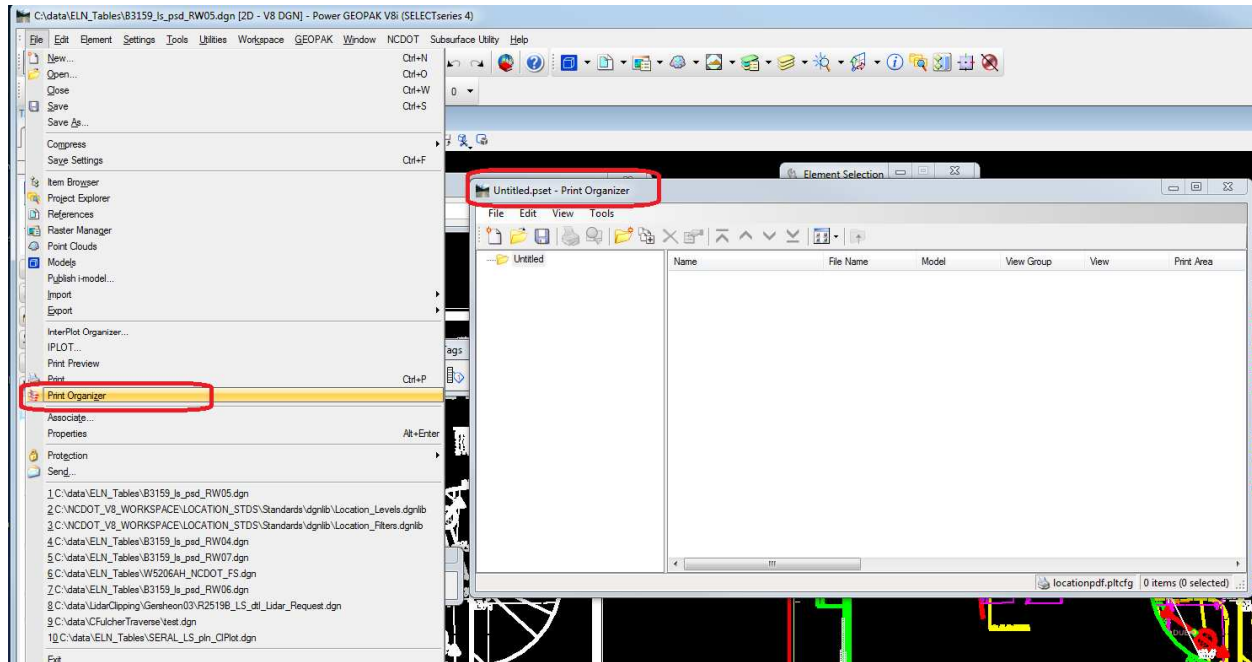 C:\data\ELN_Tables\B3159_ls_psd_RW05.dgn [2D - V8 DGN] - Power GEOPAK V8i (SELECTseries 4)
File Edit Element Settings Tools Utilities Workspace GEOPAK Window NCDOT Subsurface Utility Help
New... Ctrl+N
Open... Ctrl+O
Close Ctrl+W
Save Ctrl+S
Save As...
Compress
Save Settings Ctrl+F
Item Browser
Project Explorer
References
Raster Manager
Point Clouds
Models
Publish i-model...
Import
Export
InterPlot Organizer...
IPLOT...
Print Preview
Print... Ctrl+P
Print Organizer
Associate...
Properties Alt+Enter
Protection
Send...
1 C:\data\ELN_Tables\B3159_ls_psd_RW05.dgn
2 C:\NCDOT_V8_WORKSPACE\LOCATION_STDS\Standards\dgnlib\Location_Levels.dgnlib
3 C:\NCDOT_V8_WORKSPACE\LOCATION_STDS\Standards\dgnlib\Location_Filters.dgnlib
4 C:\data\ELN_Tables\B3159_ls_psd_RW04.dgn
5 C:\data\ELN_Tables\B3159_ls_psd_RW07.dgn
6 C:\data\ELN_Tables\W5206AH_NCDOT_FS.dgn
7 C:\data\ELN_Tables\B3159_ls_psd_RW06.dgn
8 C:\data\LidarClipping\Gersheon03\R2519B_LS_dtl_Lidar_Request.dgn
9 C:\data\CFulcherTraverse\test.dgn
10 C:\data\ELN_Tables\SERAL_LS_pln_CIPlot.dgn
Exit
0
ags
Element Selection
Untitled.pset - Print Organizer
File Edit View Tools
Untitled
Name File Name Model View Group View Print Area
locationpdf.pltcfg 0 items (0 selected)